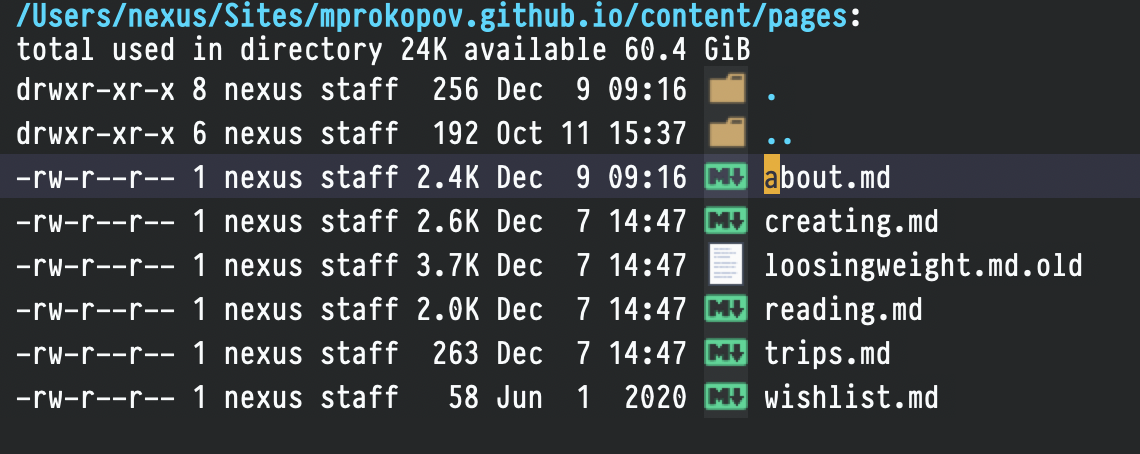 /Users/nexus/Sites/mprokopov.github.io/content/pages:
total used in directory 24K available 60.4 GiB
drwxr-xr-x 8 nexus staff  256 Dec  9 09:16 .
drwxr-xr-x 6 nexus staff  192 Oct 11 15:37 ..
-rw-r--r-- 1 nexus staff 2.4K Dec  9 09:16 M↓ about.md
-rw-r--r-- 1 nexus staff 2.6K Dec  7 14:47 M↓ creating.md
-rw-r--r-- 1 nexus staff 3.7K Dec  7 14:47 loosingweight.md.old
-rw-r--r-- 1 nexus staff 2.0K Dec  7 14:47 M↓ reading.md
-rw-r--r-- 1 nexus staff  263 Dec  7 14:47 M↓ trips.md
-rw-r--r-- 1 nexus staff   58 Jun  1  2020 M↓ wishlist.md